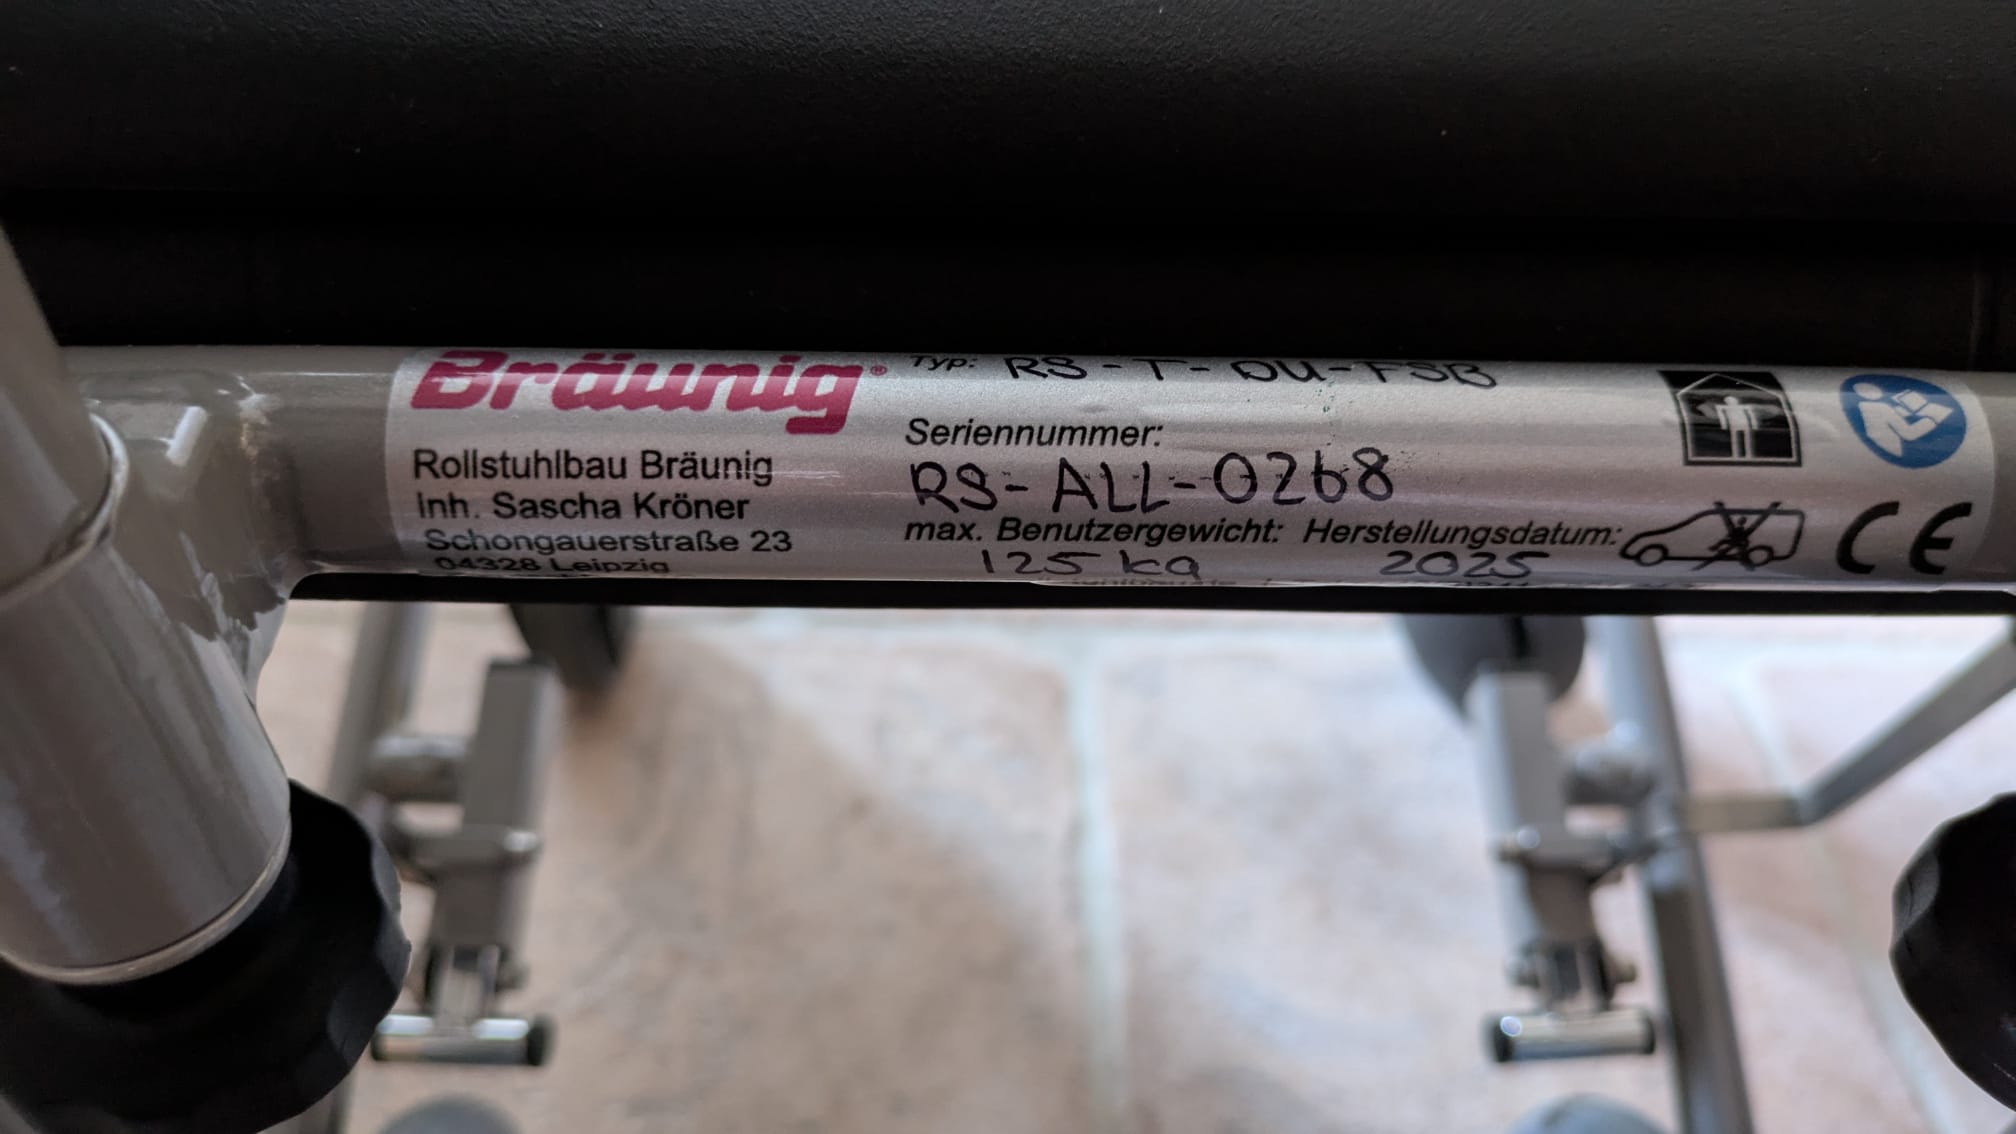 Bräunig®
Rollstuhlbau Bräunig
Inh. Sascha Kröner
Schongauerstraße 23
04328 Leipzig
Typ: RS-T-DU-FSB
Seriennummer:
RS-ALL-0268
max. Benutzergewicht: Herstellungsdatum:
125 kg 2025
CE